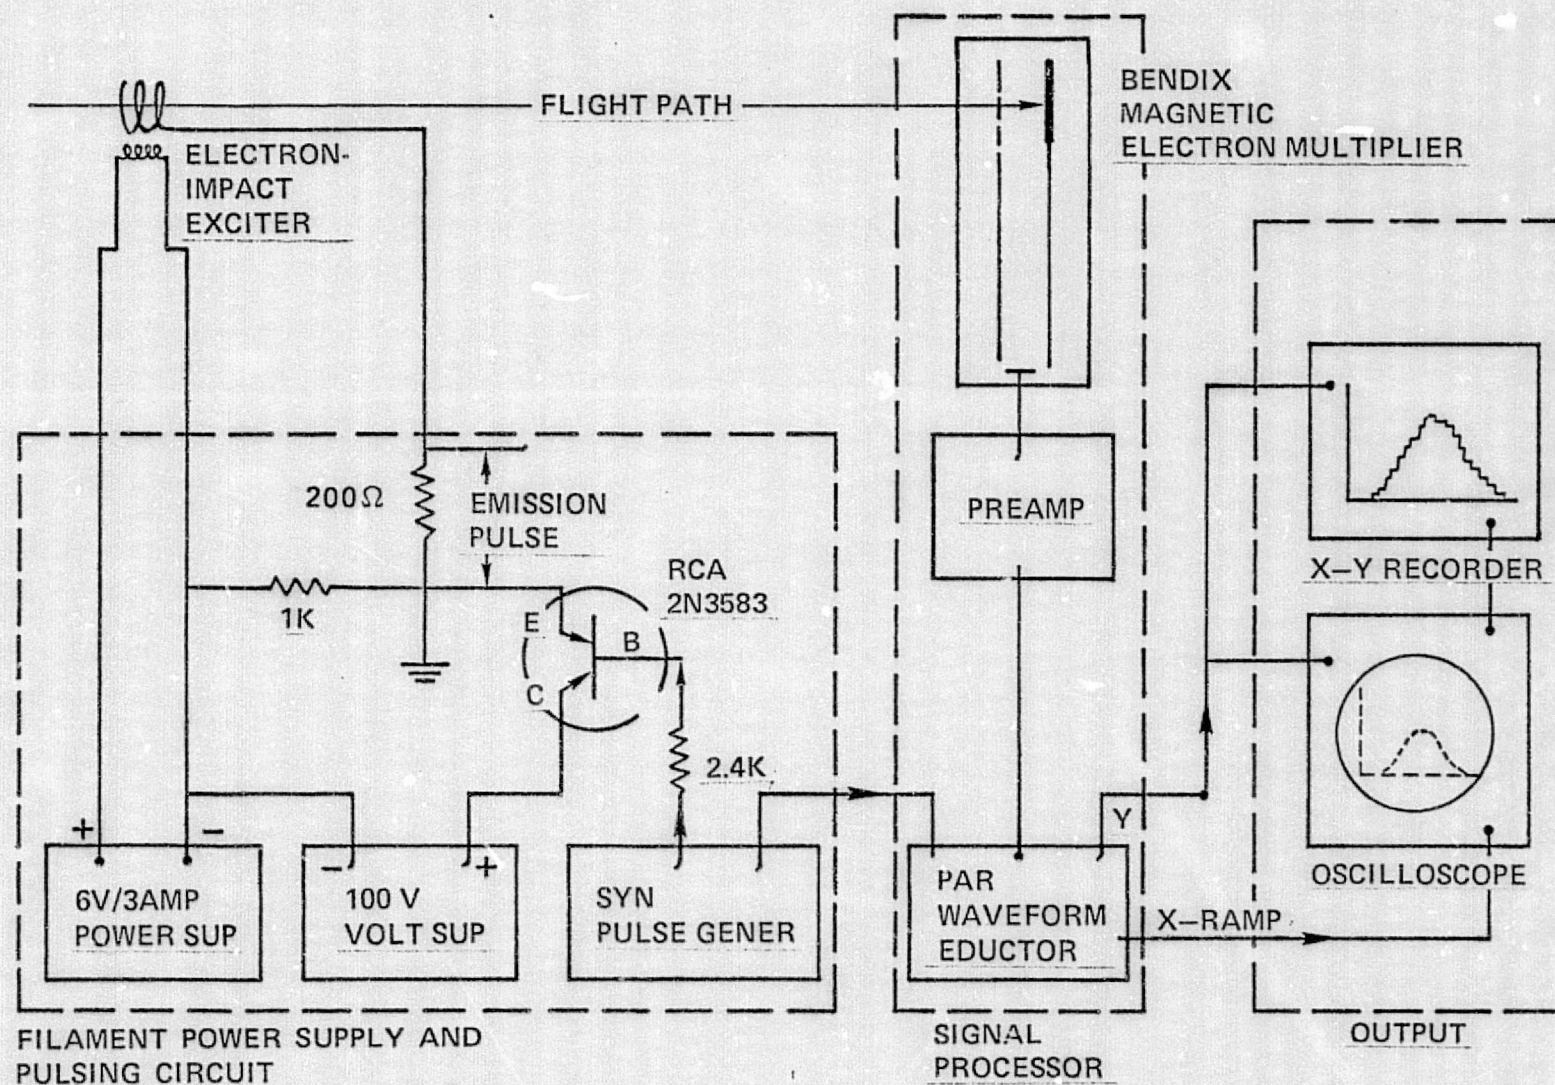 FLIGHT PATH
BENDIX
MAGNETIC
ELECTRON MULTIPLIER
ELECTRON-
IMPACT
EXCITER
200Ω
EMISSION
PULSE
PREAMP
RCA
2N3583
1K
E
B
C
X–Y RECORDER
2.4K
Y
+
–
–
+
OSCILLOSCOPE
6V/3AMP
POWER SUP
100 V
VOLT SUP
SYN
PULSE GENER
PAR
WAVEFORM
EDUCTOR
X–RAMP
FILAMENT POWER SUPPLY AND
PULSING CIRCUIT
SIGNAL
PROCESSOR
OUTPUT